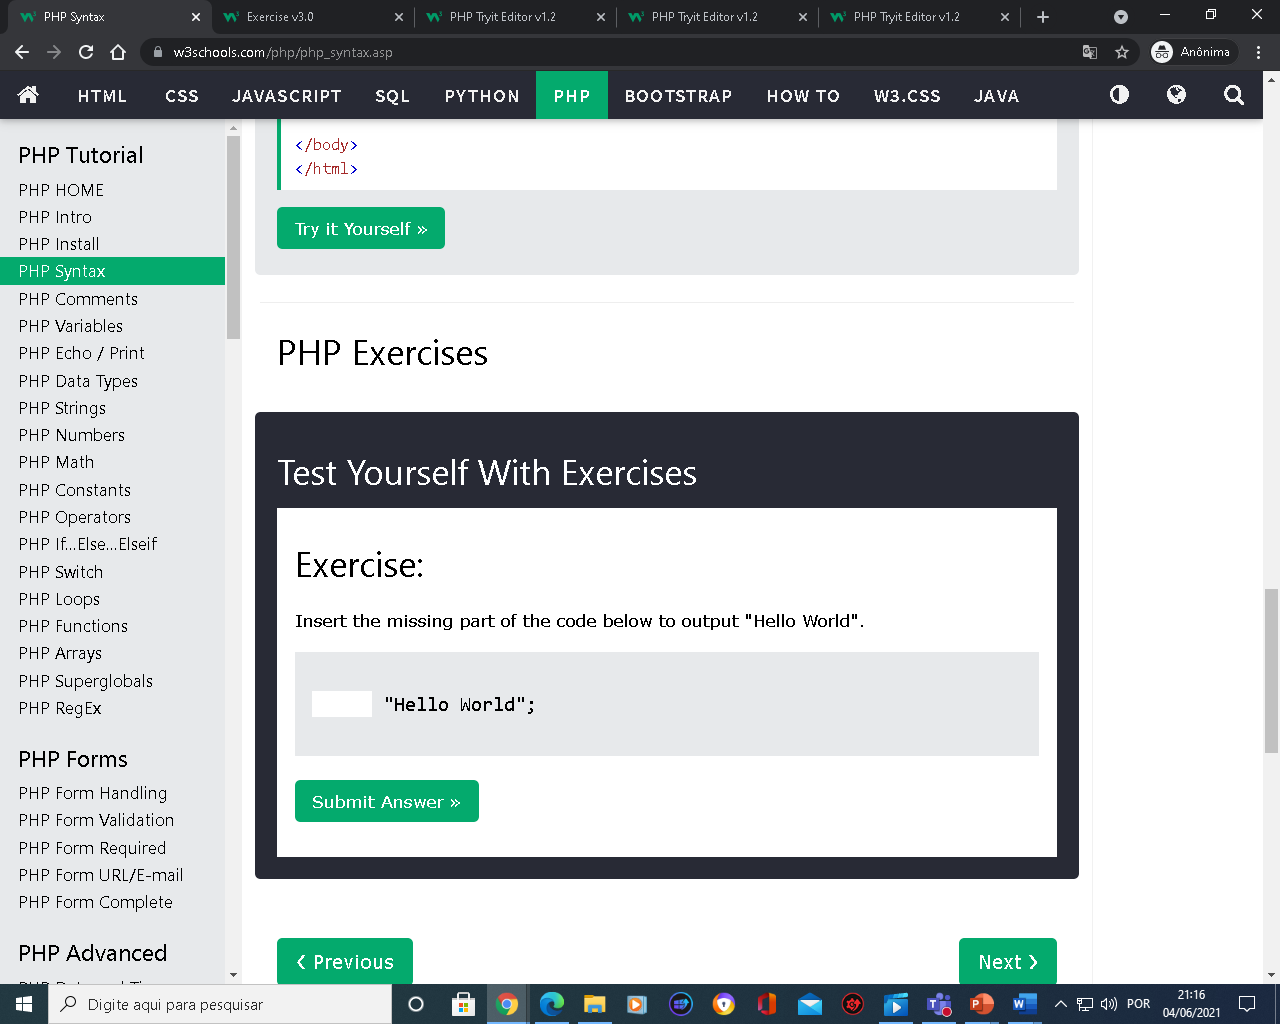 PHP Syntax
Exercise v3.0
PHP Tryit Editor v1.2
PHP Tryit Editor v1.2
PHP Tryit Editor v1.2
w3schools.com/php/php_syntax.asp
Anônima
HTML CSS JAVASCRIPT SQL PYTHON PHP BOOTSTRAP HOW TO W3.CSS JAVA
PHP Tutorial
PHP HOME
PHP Intro
PHP Install
PHP Syntax
PHP Comments
PHP Variables
PHP Echo / Print
PHP Data Types
PHP Strings
PHP Numbers
PHP Math
PHP Constants
PHP Operators
PHP If...Else...Elseif
PHP Switch
PHP Loops
PHP Functions
PHP Arrays
PHP Superglobals
PHP RegEx
PHP Forms
PHP Form Handling
PHP Form Validation
PHP Form Required
PHP Form URL/E-mail
PHP Form Complete
PHP Advanced
</body>
</html>
Try it Yourself »
PHP Exercises
Test Yourself With Exercises
Exercise:
Insert the missing part of the code below to output "Hello World".
"Hello World";
Submit Answer »
❮ Previous
Next ❯
Digite aqui para pesquisar
POR
21:16
04/06/2021